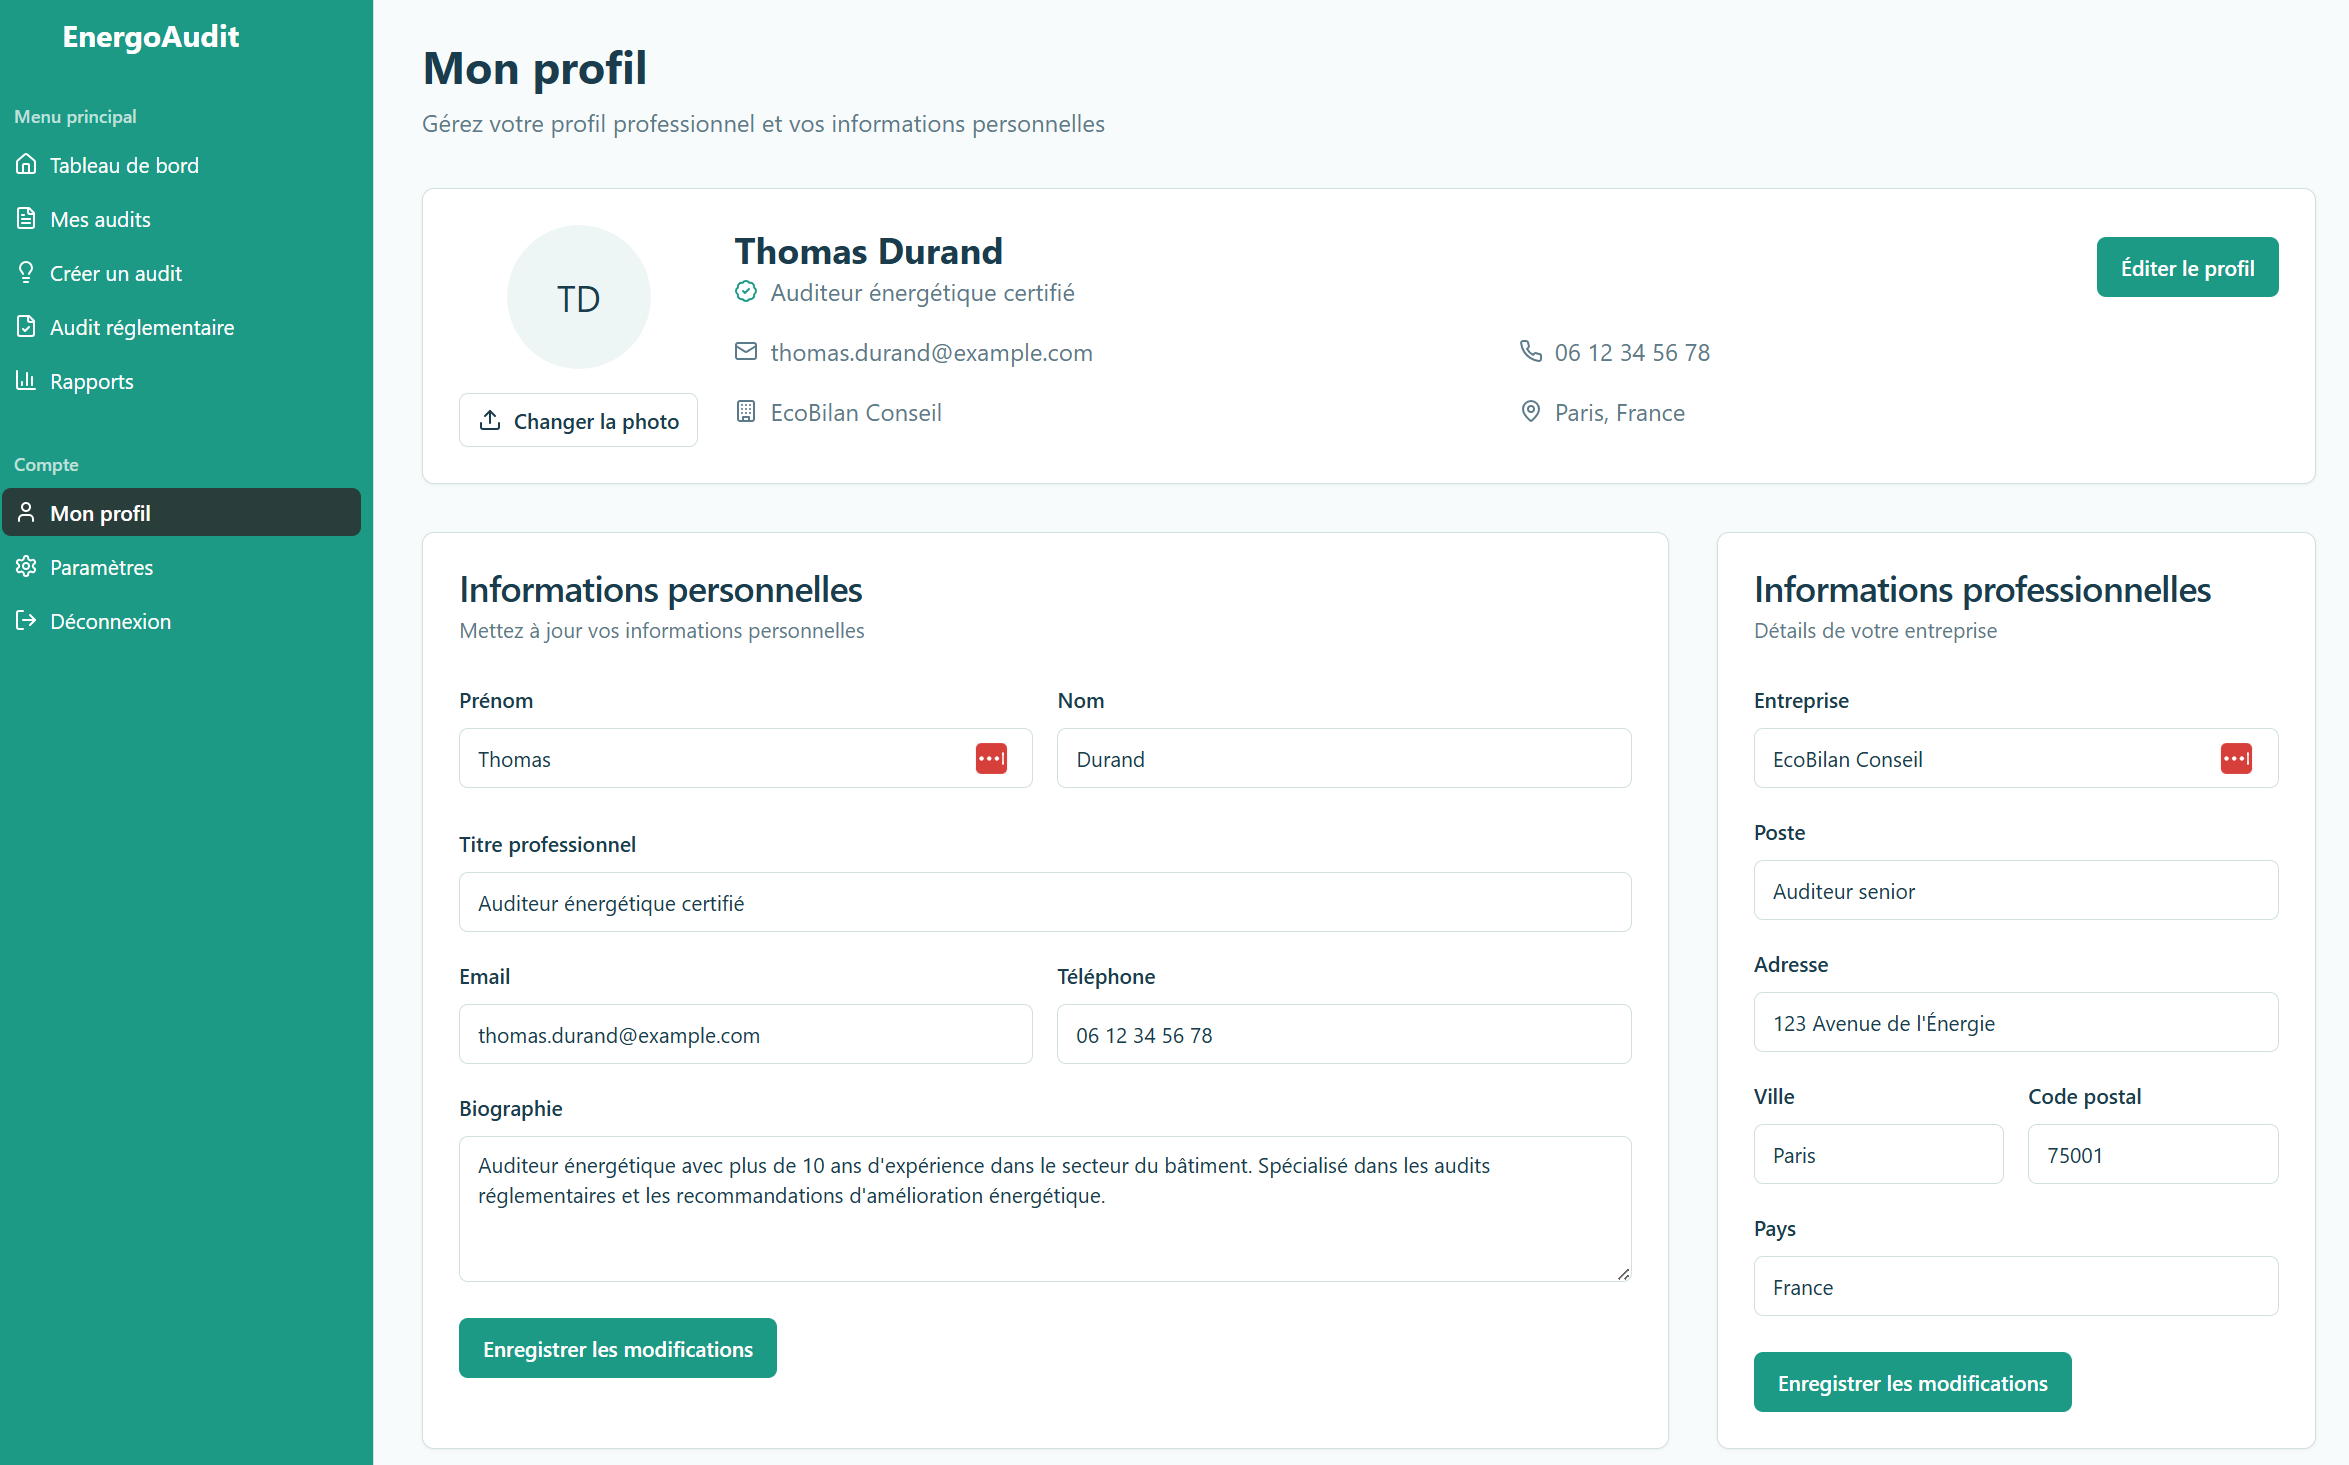 EnergoAudit
Menu principal
Tableau de bord
Mes audits
Créer un audit
Audit réglementaire
Rapports
Compte
Mon profil
Paramètres
Déconnexion
Mon profil
Gérez votre profil professionnel et vos informations personnelles
TD
Changer la photo
Thomas Durand
Auditeur énergétique certifié
thomas.durand@example.com
06 12 34 56 78
EcoBilan Conseil
Paris, France
Éditer le profil
Informations personnelles
Mettez à jour vos informations personnelles
Prénom
Nom
Thomas
Durand
Titre professionnel
Auditeur énergétique certifié
Email
Téléphone
thomas.durand@example.com
06 12 34 56 78
Biographie
Auditeur énergétique avec plus de 10 ans d'expérience dans le secteur du bâtiment. Spécialisé dans les audits
réglementaires et les recommandations d'amélioration énergétique.
Enregistrer les modifications
Informations professionnelles
Détails de votre entreprise
Entreprise
EcoBilan Conseil
Poste
Auditeur senior
Adresse
123 Avenue de l'Énergie
Ville
Code postal
Paris
75001
Pays
France
Enregistrer les modifications